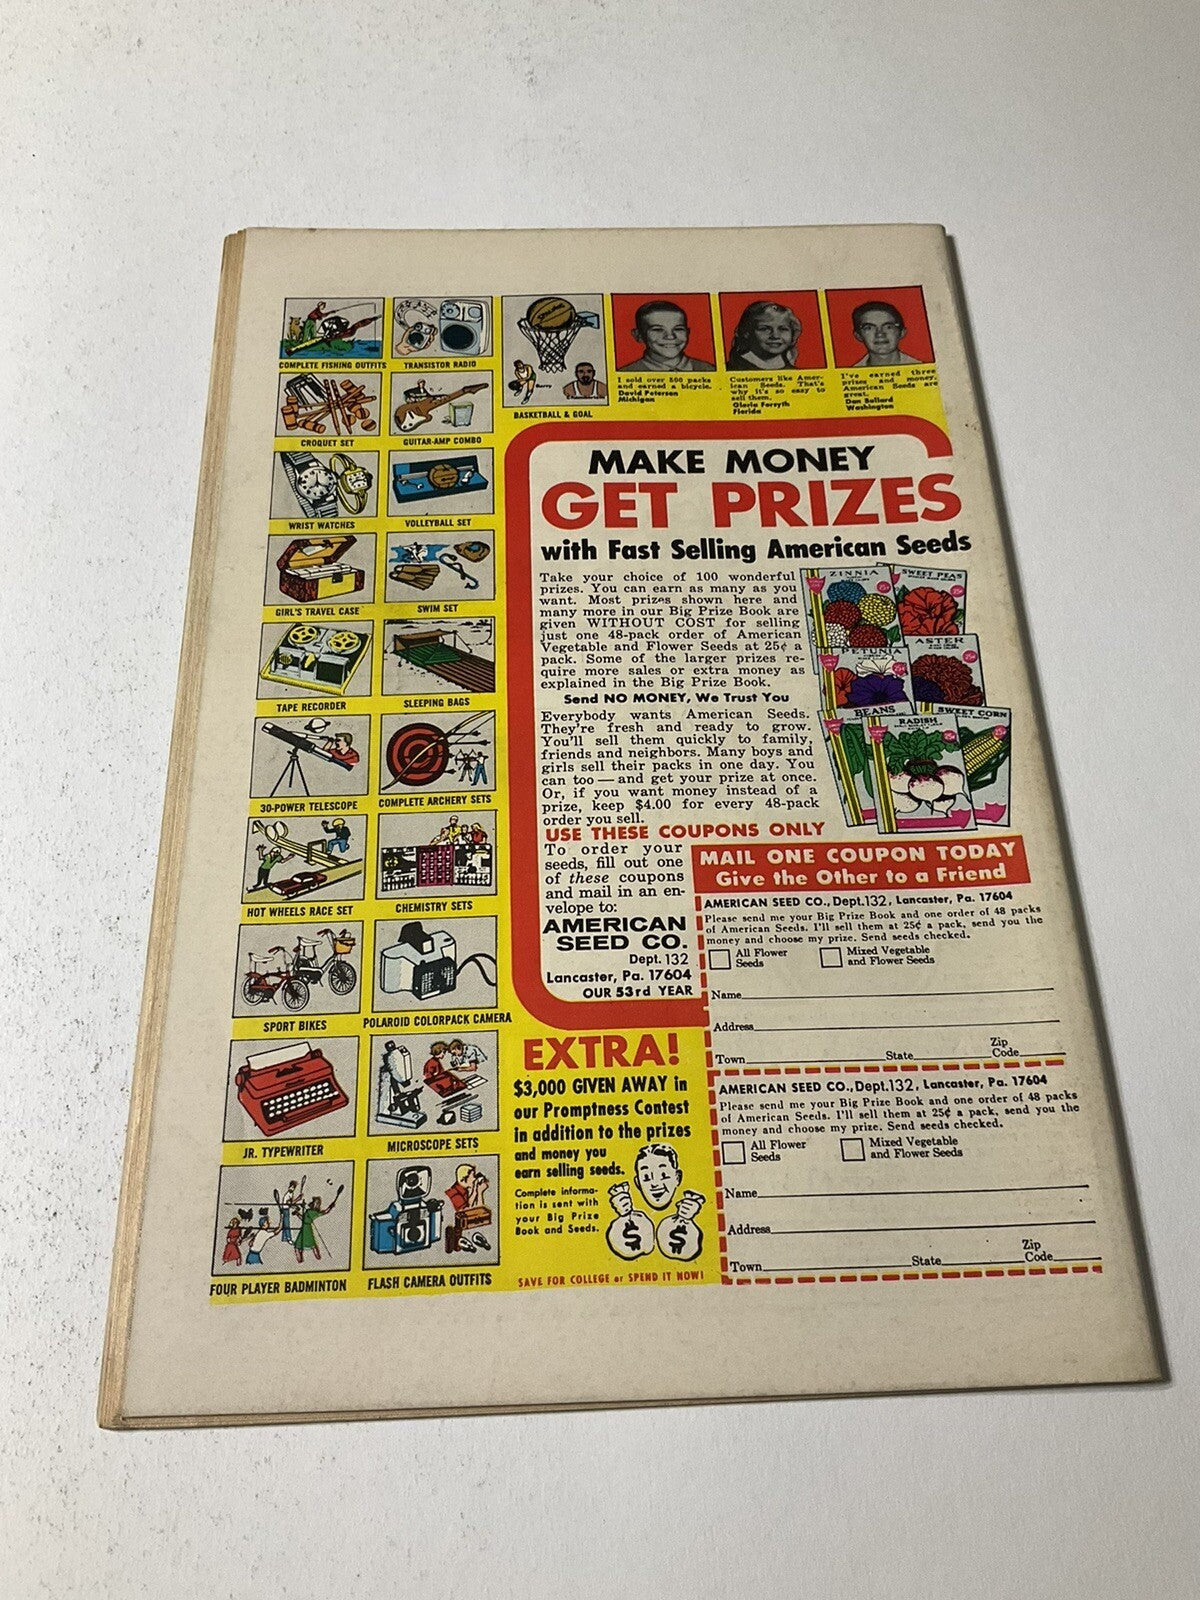 COMPLETE FISHING OUTFITS
TRANSISTOR RADIO
CROQUET SET
GUITAR-AMP COMBO
WRIST WATCHES
VOLLEYBALL SET
GIRL'S TRAVEL CASE
SWIM SET
TAPE RECORDER
SLEEPING BAGS
30-POWER TELESCOPE
COMPLETE ARCHERY SETS
HOT WHEELS RACE SET
CHEMISTRY SETS
SPORT BIKES
POLAROID COLORPACK CAMERA
JR. TYPEWRITER
MICROSCOPE SETS
FOUR PLAYER BADMINTON
FLASH CAMERA OUTFITS
BASKETBALL & GOAL
I sold over 500 packs
and earned a bicycle.
David Peterson
Michigan
Customers like Amer-
ican Seeds. That's
why it's so easy to
sell them.
Gloria Forsyth
Florida
I've earned three
prizes and money.
American Seeds are
great.
Dan Bollard
Washington
MAKE MONEY
GET PRIZES
with Fast Selling American Seeds
Take your choice of 100 wonderful
prizes. You can earn as many as you
want. Most prizes shown here and
many more in our Big Prize Book are
given WITHOUT COST for selling
just one 48-pack order of American
Vegetable and Flower Seeds at 25¢ a
pack. Some of the larger prizes re-
quire more sales or extra money as
explained in the Big Prize Book.
Send NO MONEY, We Trust You
Everybody wants American Seeds.
They're fresh and ready to grow.
You'll sell them quickly to family,
friends and neighbors. Many boys and
girls sell their packs in one day. You
can too — and get your prize at once.
Or, if you want money instead of a
prize, keep $4.00 for every 48-pack
order you sell.
ZINNIA
SWEET PEAS
PETUNIA
ASTER
BEANS
RADISH
SWEET CORN
25¢
USE THESE COUPONS ONLY
To order your
seeds, fill out one
of these coupons
and mail in an en-
velope to:
AMERICAN
SEED CO.
Dept. 132
Lancaster, Pa. 17604
OUR 53rd YEAR
MAIL ONE COUPON TODAY
Give the Other to a Friend
AMERICAN SEED CO., Dept. 132, Lancaster, Pa. 17604
Please send me your Big Prize Book and one order of 48 packs
of American Seeds. I'll sell them at 25¢ a pack, send you the
money and choose my prize. Send seeds checked.
All Flower
Seeds
Mixed Vegetable
and Flower Seeds
Name
Address
Town State Zip Code
AMERICAN SEED CO., Dept. 132, Lancaster, Pa. 17604
Please send me your Big Prize Book and one order of 48 packs
of American Seeds. I'll sell them at 25¢ a pack, send you the
money and choose my prize. Send seeds checked.
All Flower
Seeds
Mixed Vegetable
and Flower Seeds
Name
Address
Town State Zip Code
EXTRA!
$3,000 GIVEN AWAY in
our Promptness Contest
in addition to the prizes
and money you
earn selling seeds.
Complete informa-
tion is sent with
your Big Prize
Book and Seeds.
$ $
SAVE FOR COLLEGE or SPEND IT NOW!